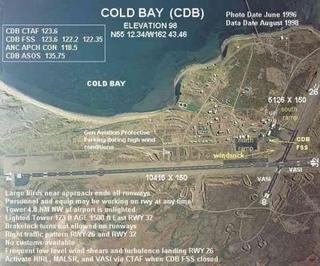 COLD BAY (CDB)
ELEVATION 98
N55 12.34/W162 43.46
Photo Date June 1996
Data Date August 1998
CDB CTAF 123.6
CDB FSS 123.6 122.2 122.35
ANC APCH CON 118.5
CDB ASOS 135.75
COLD BAY
5126 X 150
south
ramp
Fuel
Gen Aviation Protective
Parking during high wind
conditions
north
ramp
CDB
FSS
windsock
VASI
10415 X 150
VASI
Large birds near approach ends all runways
Personnel and equip may be working on rwy at any time
Tower 4.8 NM NW of airport is unlighted
Lighted Tower 173 ft AGL 1500 ft East RWY 32
Brakelock turns not allowed on runways
Right traffic pattern RWY 26 and RWY 32
No customs available
Frequent low level wind shears and turbulence landing RWY 26
Activate HIRL, MALSR, and VASI via CTAF when CDB FSS closed